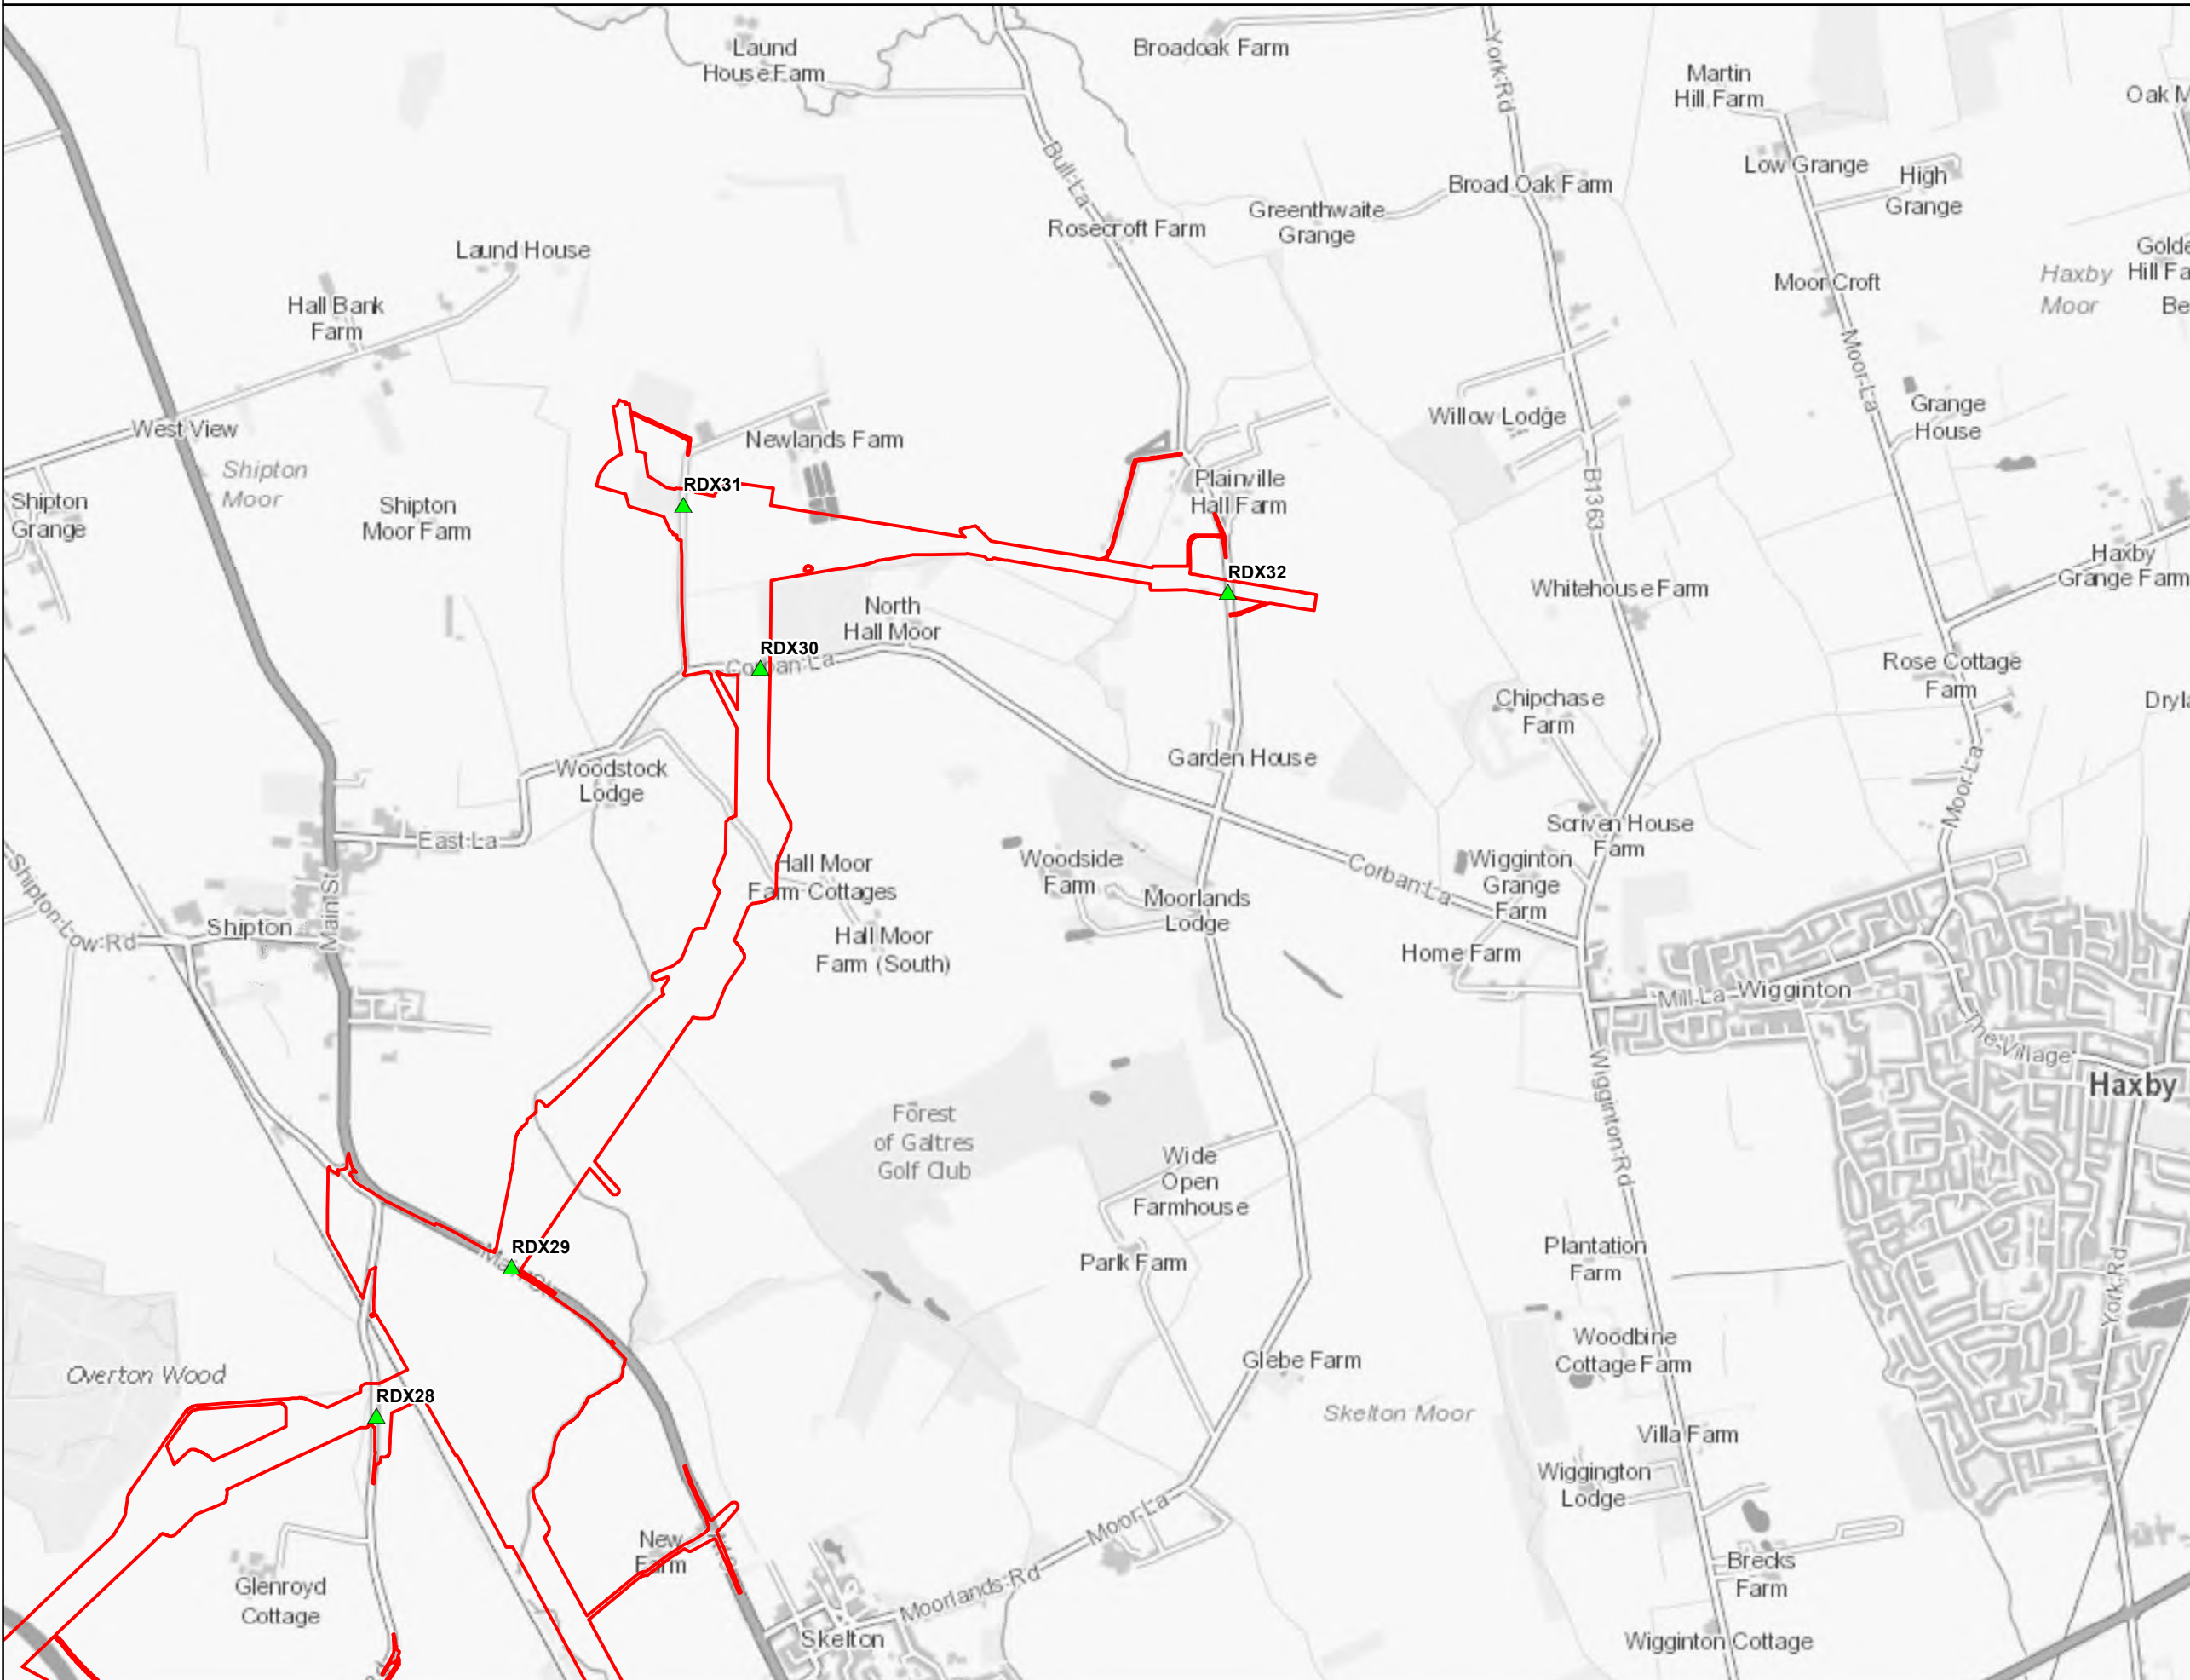 Laund
House Farm
Broadoak Farm
York Rd
Martin
Hill Farm
Oak M
Bull La
Low Grange
High
Grange
Broad Oak Farm
Greenthwaite
Grange
Rosecroft Farm
Laund House
Hall Bank
Farm
Moor Croft
Haxby
Moor
Golde
Hill Fa
Be
Moor La
West View
Shipton
Moor
Newlands Farm
Willow Lodge
Grange
House
Shipton
Grange
Shipton
Moor Farm
RDX31
Plainville
Hall Farm
B1363
Haxby
Grange Farm
RDX32
Whitehouse Farm
North
Hall Moor
RDX30
Corban La
Rose Cottage
Farm
Chipchase
Farm
Dryla
Garden House
Woodstock
Lodge
Moor La
East La
Scriven House
Farm
Shipton Low Rd
Main St
Hall Moor
Farm Cottages
Woodside
Farm
Corban La
Wigginton
Grange
Farm
Moorlands
Lodge
Shipton
Hall Moor
Farm (South)
Home Farm
Mill La
Wigginton
The Village
Haxby
Wigginton Rd
Forest
of Galtres
Golf Club
Wide
Open
Farmhouse
RDX29
Park Farm
Plantation
Farm
York Rd
Woodbine
Cottage Farm
Overton Wood
Glebe Farm
RDX28
Skelton Moor
Villa Farm
Wiggington
Lodge
Moor La
New
Farm
Brecks
Farm
Glenroyd
Cottage
Moorlands Rd
Skelton
Wigginton Cottage